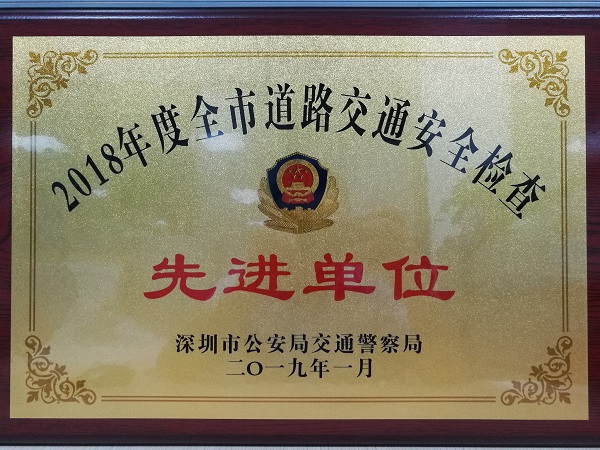 2018年度全市道路交通安全检查
先进单位
深圳市公安局交通警察局
二〇一九年一月